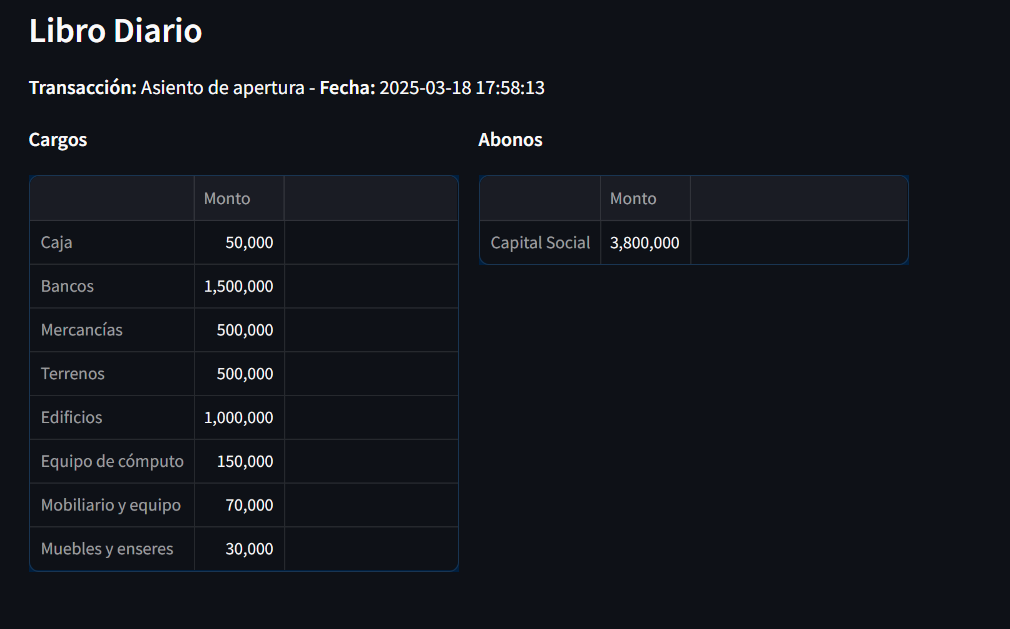 Libro Diario
Transacción: Asiento de apertura - Fecha: 2025-03-18 17:58:13
Cargos
Monto
Caja 50,000
Bancos 1,500,000
Mercancías 500,000
Terrenos 500,000
Edificios 1,000,000
Equipo de cómputo 150,000
Mobiliario y equipo 70,000
Muebles y enseres 30,000
Abonos
Monto
Capital Social 3,800,000